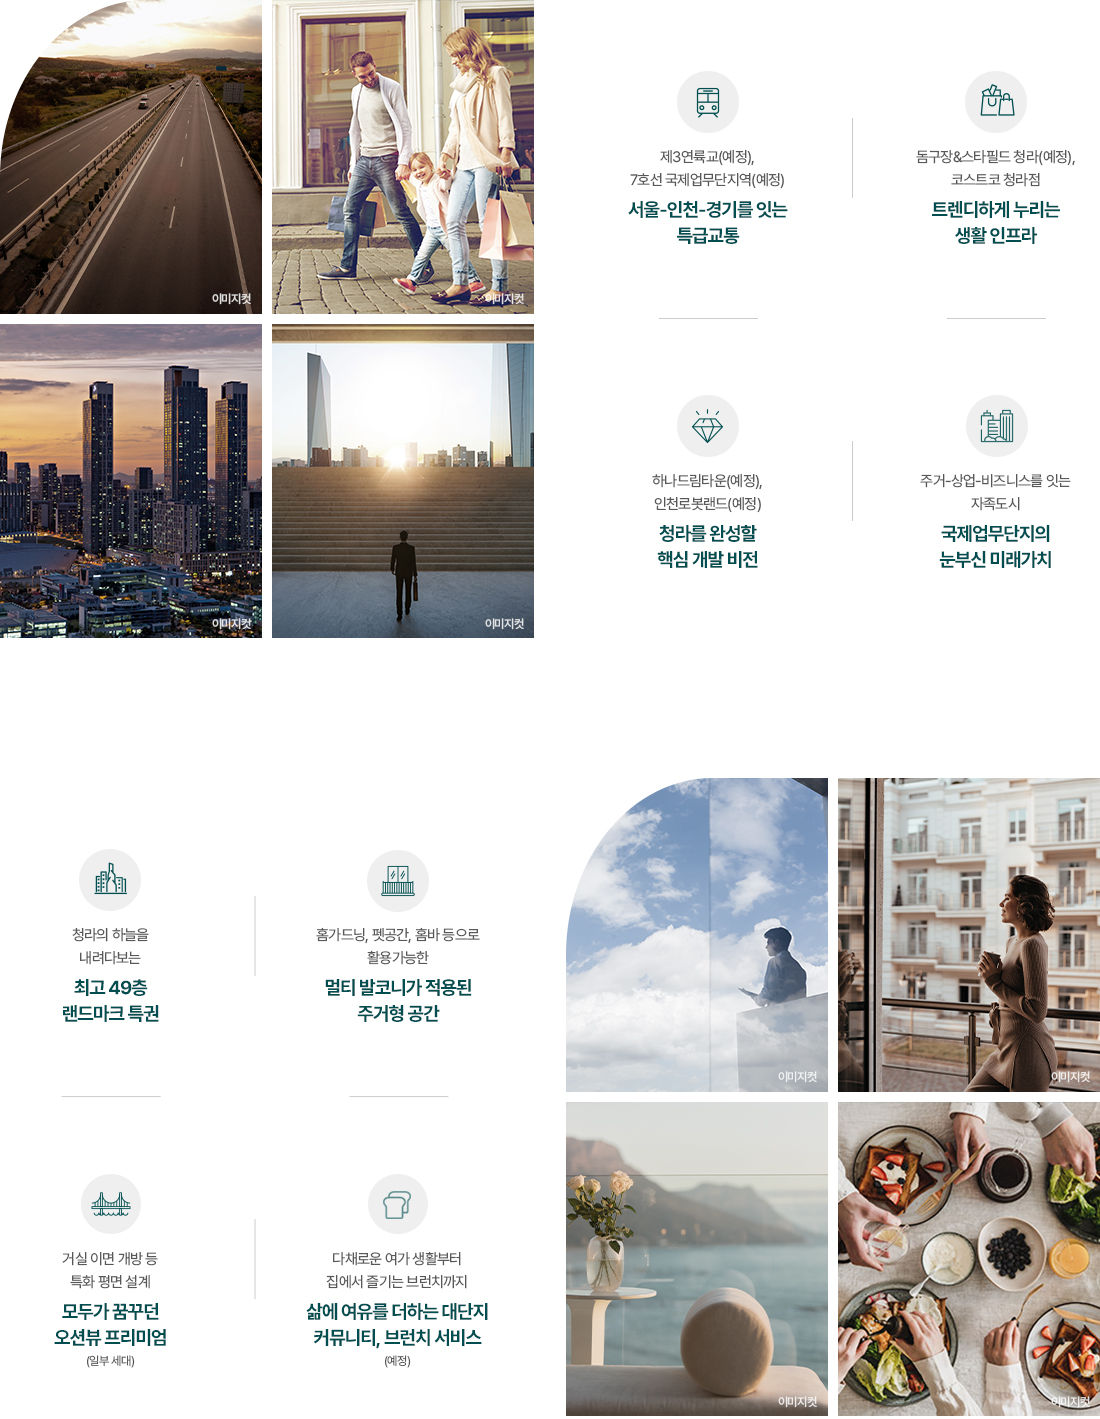 이미지컷
이미지컷
이미지컷
이미지컷
제3연륙교(예정),
7호선 국제업무단지역(예정)
서울-인천-경기를 잇는
특급교통
돔구장&스타필드 청라(예정),
코스트코 청라점
트렌디하게 누리는
생활 인프라
하나드림타운(예정),
인천로봇랜드(예정)
청라를 완성할
핵심 개발 비전
주거-상업-비즈니스를 잇는
자족도시
국제업무단지의
눈부신 미래가치
청라의 하늘을
내려다보는
최고 49층
랜드마크 특권
홈가드닝, 펫공간, 홈바 등으로
활용가능한
멀티 발코니가 적용된
주거형 공간
거실 이면 개방 등
특화 평면 설계
모두가 꿈꾸던
오션뷰 프리미엄
(일부 세대)
다채로운 여가 생활부터
집에서 즐기는 브런치까지
삶에 여유를 더하는 대단지
커뮤니티, 브런치 서비스
(예정)
이미지컷
이미지컷
이미지컷
이미지컷